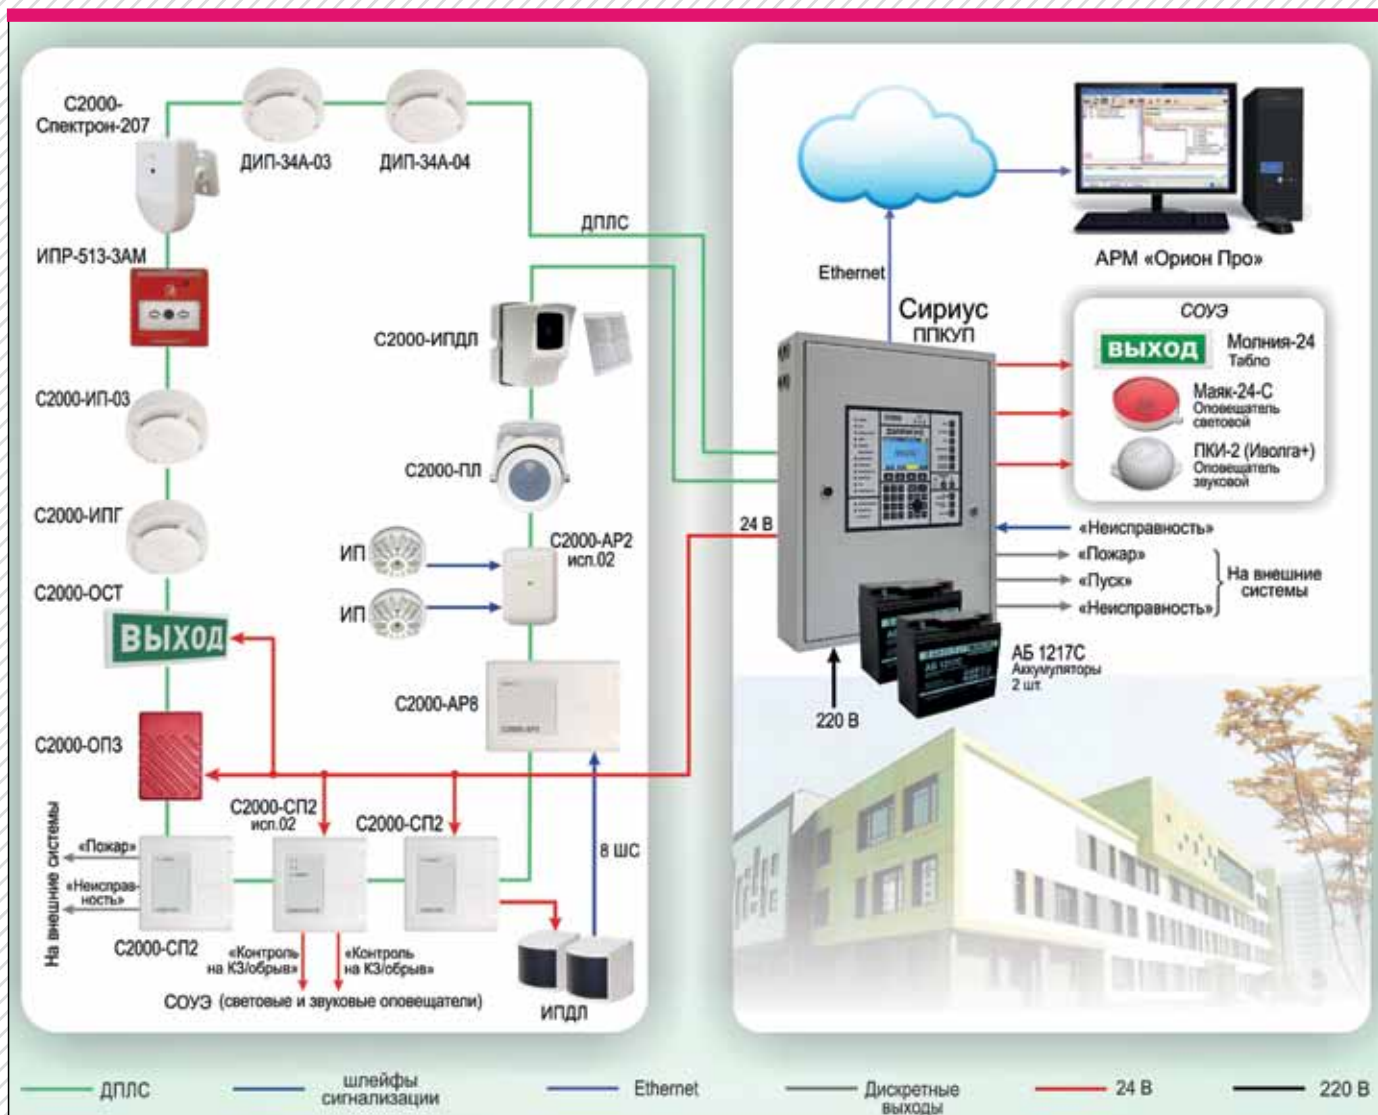 С2000-
Спектрон-207
ДИП-34А-03
ДИП-34А-04
ДПЛС
ИПР-513-3АМ
С2000-ИПДЛ
С2000-ИП-03
С2000-ПЛ
С2000-ИПГ
ИП
С2000-АР2
исп.02
ИП
С2000-ОСТ
ВЫХОД
С2000-АР8
С2000-ОПЗ
С2000-СП2
исп.02
С2000-СП2
8 ШС
На внешние системы
«Пожар»
«Неисправ-
ность»
С2000-СП2
«Контроль
на КЗ/обрыв»
«Контроль
на КЗ/обрыв»
СОУЭ (световые и звуковые оповещатели)
ИПДЛ
Ethernet
АРМ «Орион Про»
Сириус
ППКУП
СОУЭ
ВЫХОД
Молния-24
Табло
Маяк-24-С
Оповещатель
световой
ПКИ-2 (Иволга+)
Оповещатель
звуковой
24 В
«Неисправность»
«Пожар»
«Пуск»
«Неисправность»
На внешние
системы
АБ 1217С
АБ 1217С
Аккумуляторы
2 шт.
220 В
ДПЛС
шлейфы
сигнализации
Ethernet
Дискретные
выходы
24 В
220 В